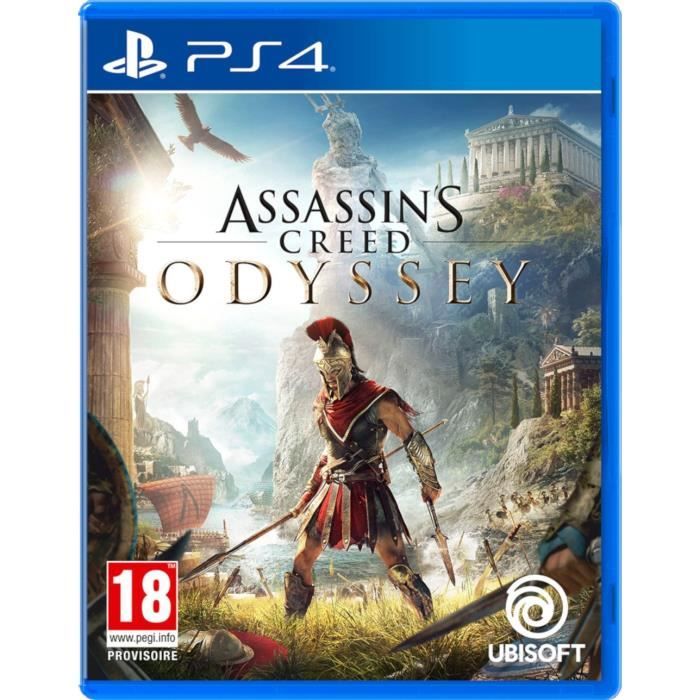 PS4
ASSASSIN'S
CREED
ODYSSEY
18
www.pegi.info
PROVISOIRE
UBISOFT